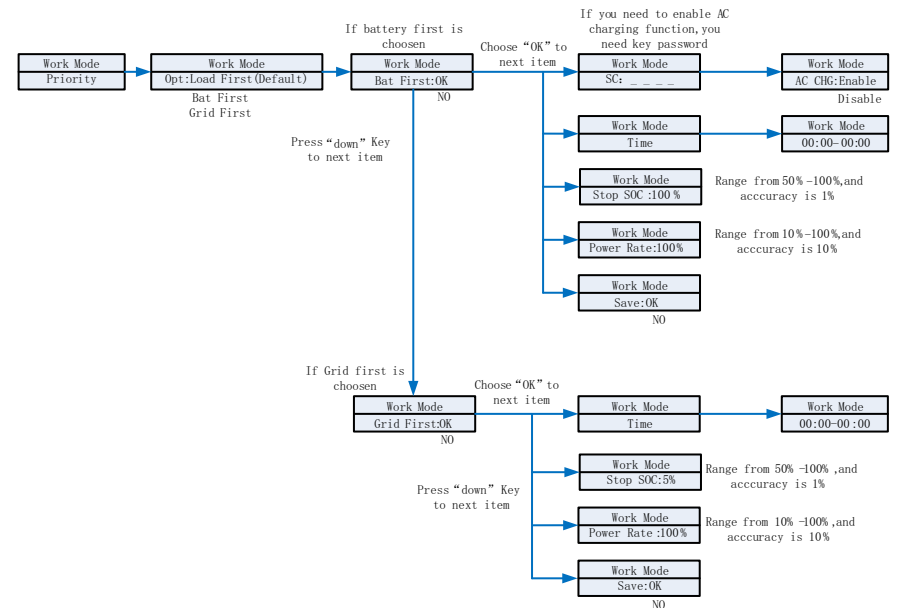 If you need to enable AC
charging function,you
need key password
If battery first is
choosen
Choose“OK”to
next item
Work Mode
Priority
Work Mode
Opt:Load First(Default)
Bat First
Grid First
Work Mode
Bat First:OK
NO
Work Mode
SC: _ _ _ _
Work Mode
AC CHG:Enable
Disable
Press“down”Key
to next item
Work Mode
Time
Work Mode
00:00-00:00
Work Mode
Stop SOC :100 %
Range from 50% -100%,and
acccuracy is 1%
Work Mode
Power Rate:100%
Range from 10% -100%,and
acccuracy is 10%
Work Mode
Save:OK
NO
If Grid first is
choosen
Choose“OK”to
next item
Work Mode
Grid First:OK
NO
Work Mode
Time
Work Mode
00:00-00:00
Press“down”Key
to next item
Work Mode
Stop SOC:5%
Range from 50% -100% ,and
acccuracy is 1%
Work Mode
Power Rate :100%
Range from 10% -100%,and
acccuracy is 10%
Work Mode
Save:OK
NO